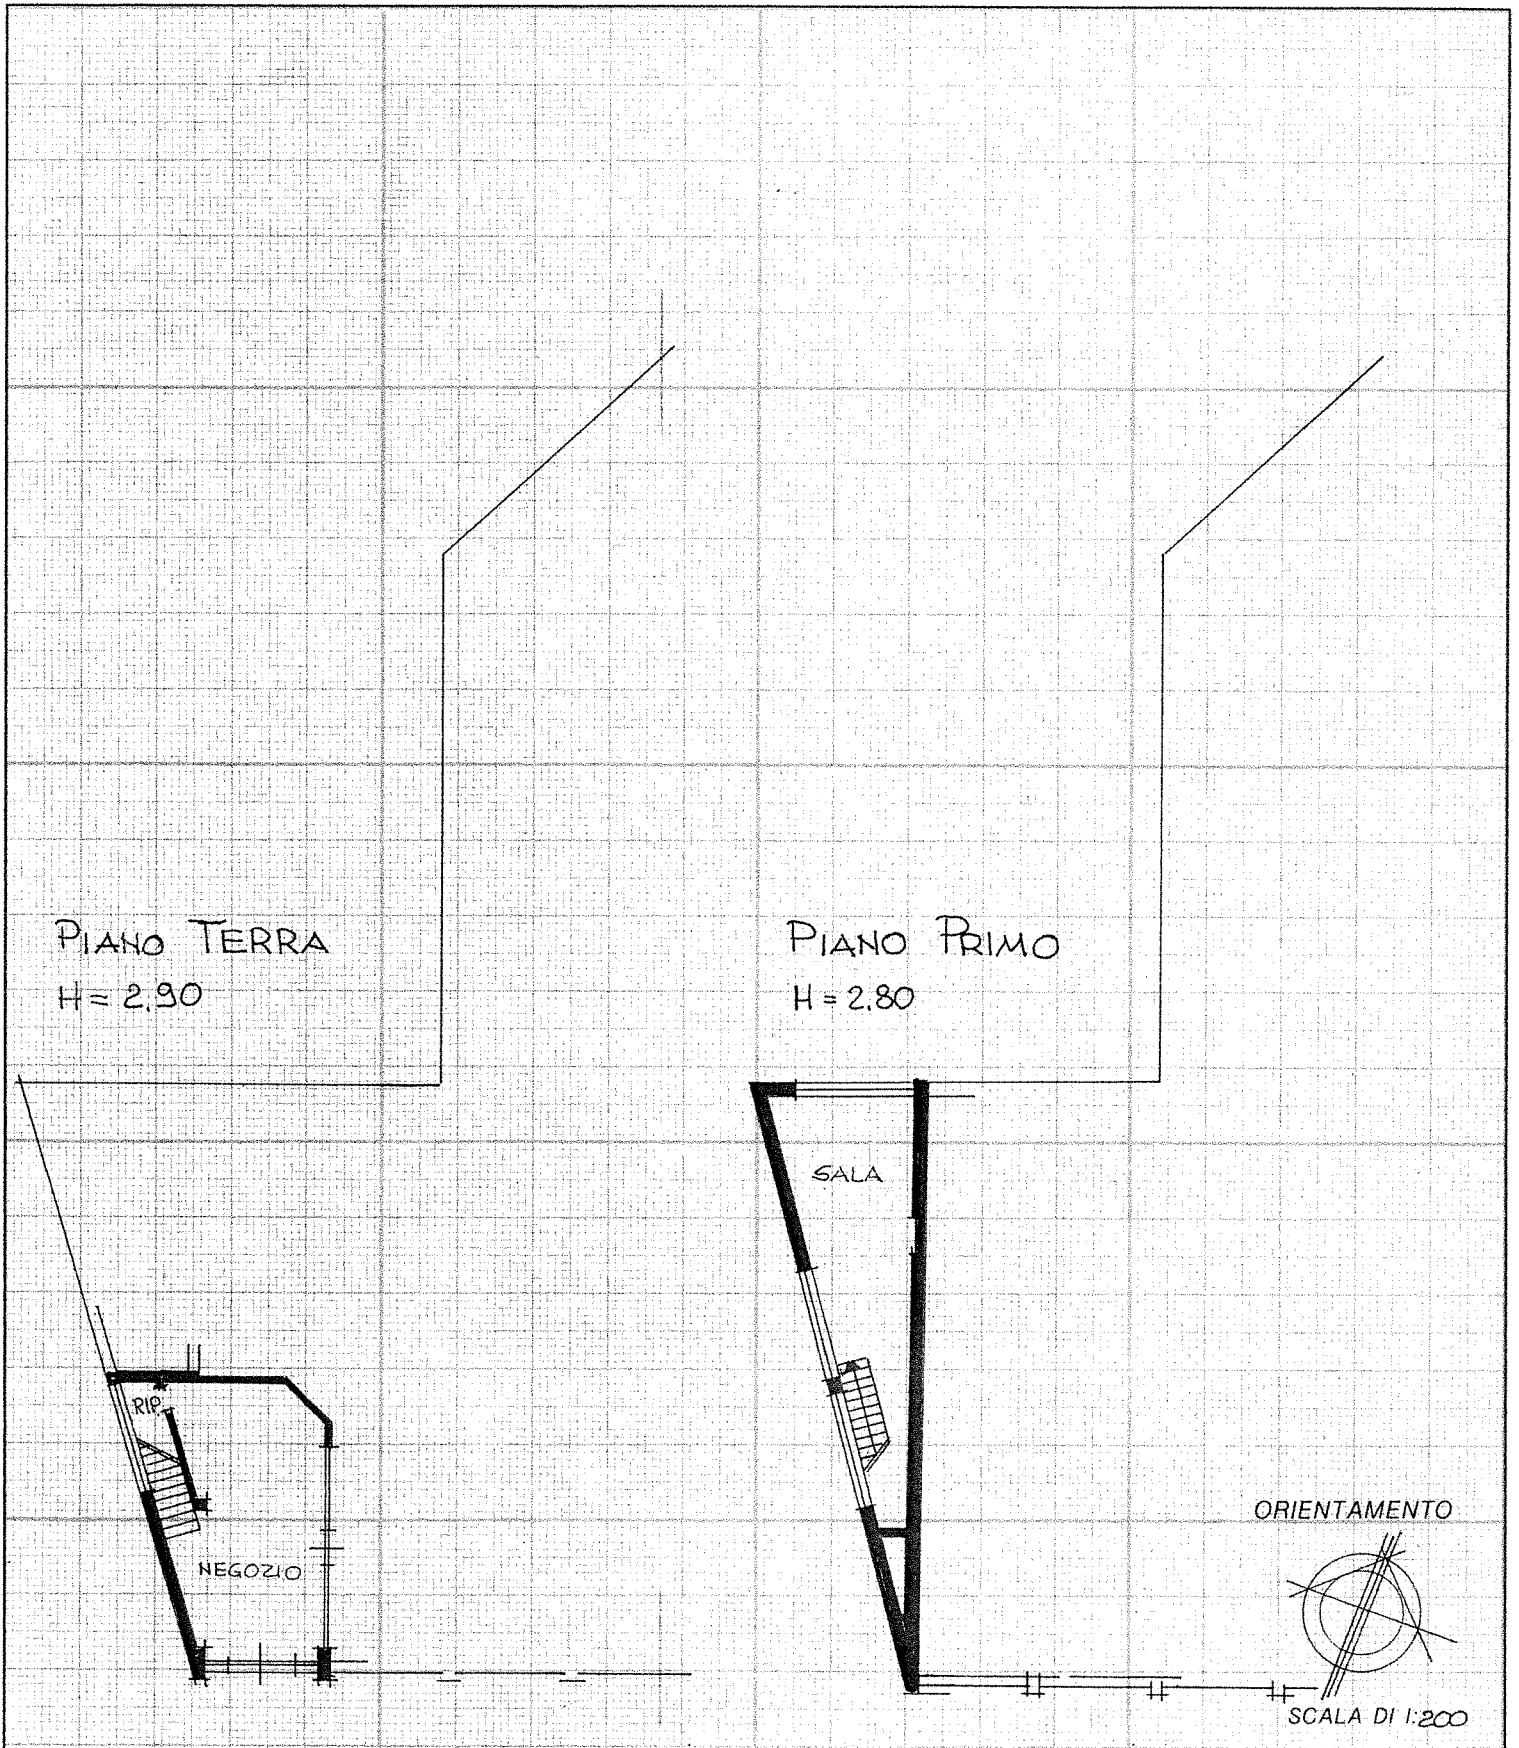 PIANO TERRA
H = 2.90
PIANO PRIMO
H = 2.80
SALA
RIP.
NEGOZIO
ORIENTAMENTO
SCALA DI 1:200